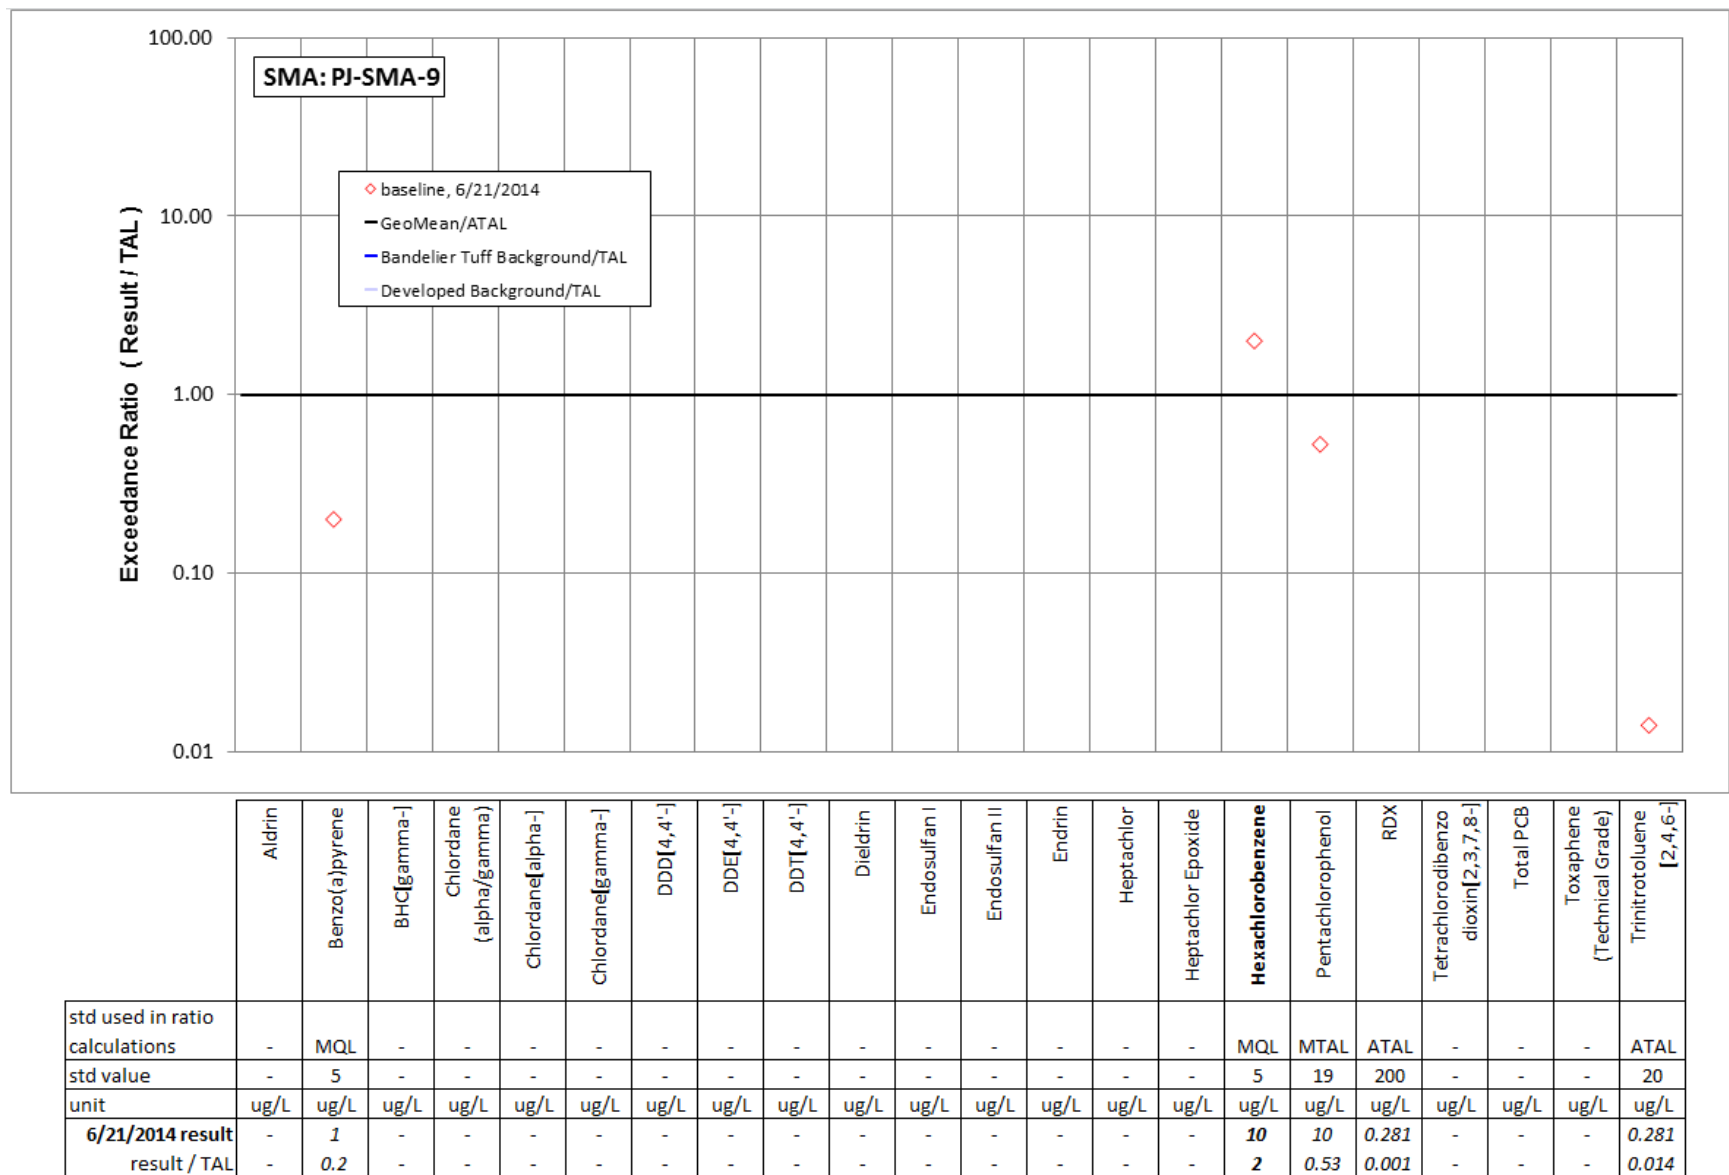 100.00
SMA: PJ-SMA-9
baseline, 6/21/2014
10.00
GeoMean/ATAL
Bandelier Tuff Background/TAL
Developed Background/TAL
Exceedance Ratio ( Result / TAL )
1.00
0.10
0.01
Aldrin
Benzo(a)pyrene
BHC[gamma-]
Chlordane
(alpha/gamma)
Chlordane[alpha-]
Chlordane[gamma-]
DDD[4,4'-]
DDE[4,4'-]
DDT[4,4'-]
Dieldrin
Endosulfan I
Endosulfan II
Endrin
Heptachlor
Heptachlor Epoxide
Hexachlorobenzene
Pentachlorophenol
RDX
Tetrachlorodibenzo
dioxin[2,3,7,8-]
Total PCB
Toxaphene
(Technical Grade)
Trinitrotoluene
[2,4,6-]
std used in ratio
calculations - MQL - - - - - - - - - - - - - MQL MTAL ATAL - - - ATAL
std value - 5 - - - - - - - - - - - - - 5 19 200 - - - 20
unit ug/L ug/L ug/L ug/L ug/L ug/L ug/L ug/L ug/L ug/L ug/L ug/L ug/L ug/L ug/L ug/L ug/L ug/L ug/L ug/L ug/L ug/L
6/21/2014 result - 1 - - - - - - - - - - - - - 10 10 0.281 - - - 0.281
result / TAL - 0.2 - - - - - - - - - - - - - 2 0.53 0.001 - - - 0.014